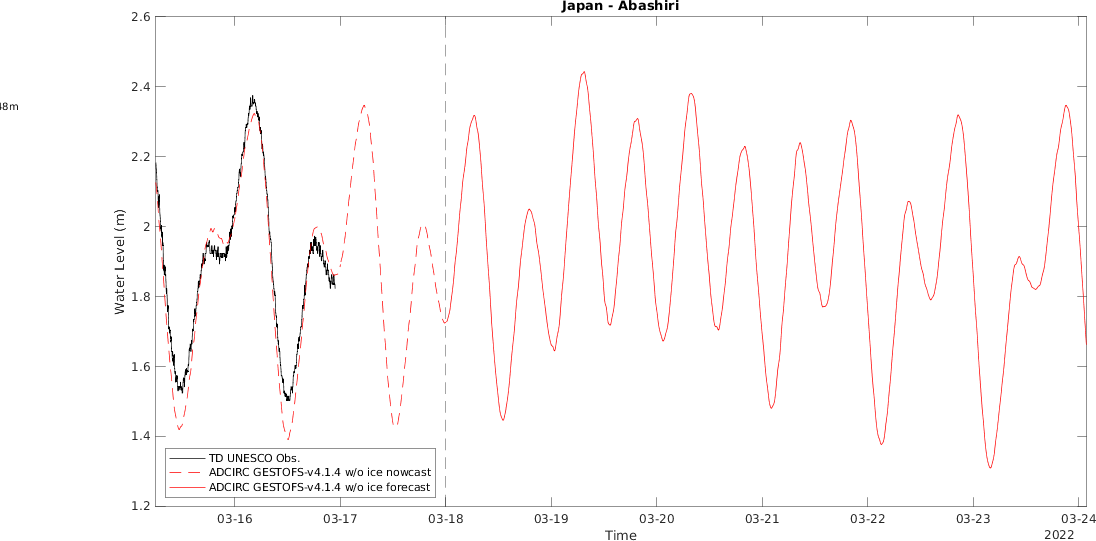 Japan - Abashiri
48m
Water Level (m)
2.6
2.4
2.2
2
1.8
1.6
1.4
1.2
TD UNESCO Obs.
ADCIRC GESTOFS-v4.1.4 w/o ice nowcast
ADCIRC GESTOFS-v4.1.4 w/o ice forecast
03-16 03-17 03-18 03-19 03-20 03-21 03-22 03-23 03-24
Time
2022